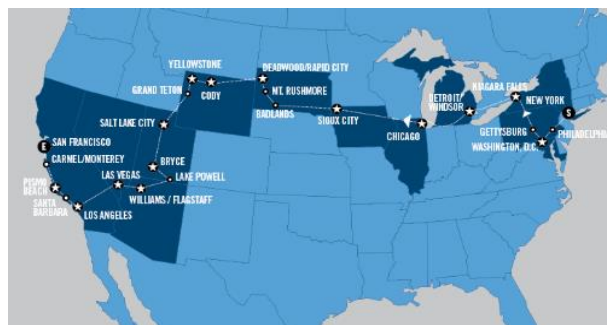 YELLOWSTONE
GRAND TETON
CODY
DEADWOOD/RAPID CITY
MT. RUSHMORE
BADLANDS
SIOUX CITY
CHICAGO
DETROIT/
WINDSOR
NIAGARA FALLS
NEW YORK
S
GETTYSBURG
PHILADELPHIA
WASHINGTON, D.C.
SALT LAKE CITY
E
SAN FRANCISCO
CARMEL/MONTEREY
BRYCE
LAS VEGAS
LAKE POWELL
PISMO
BEACH
WILLIAMS / FLAGSTAFF
SANTA
BARBARA
LOS ANGELES